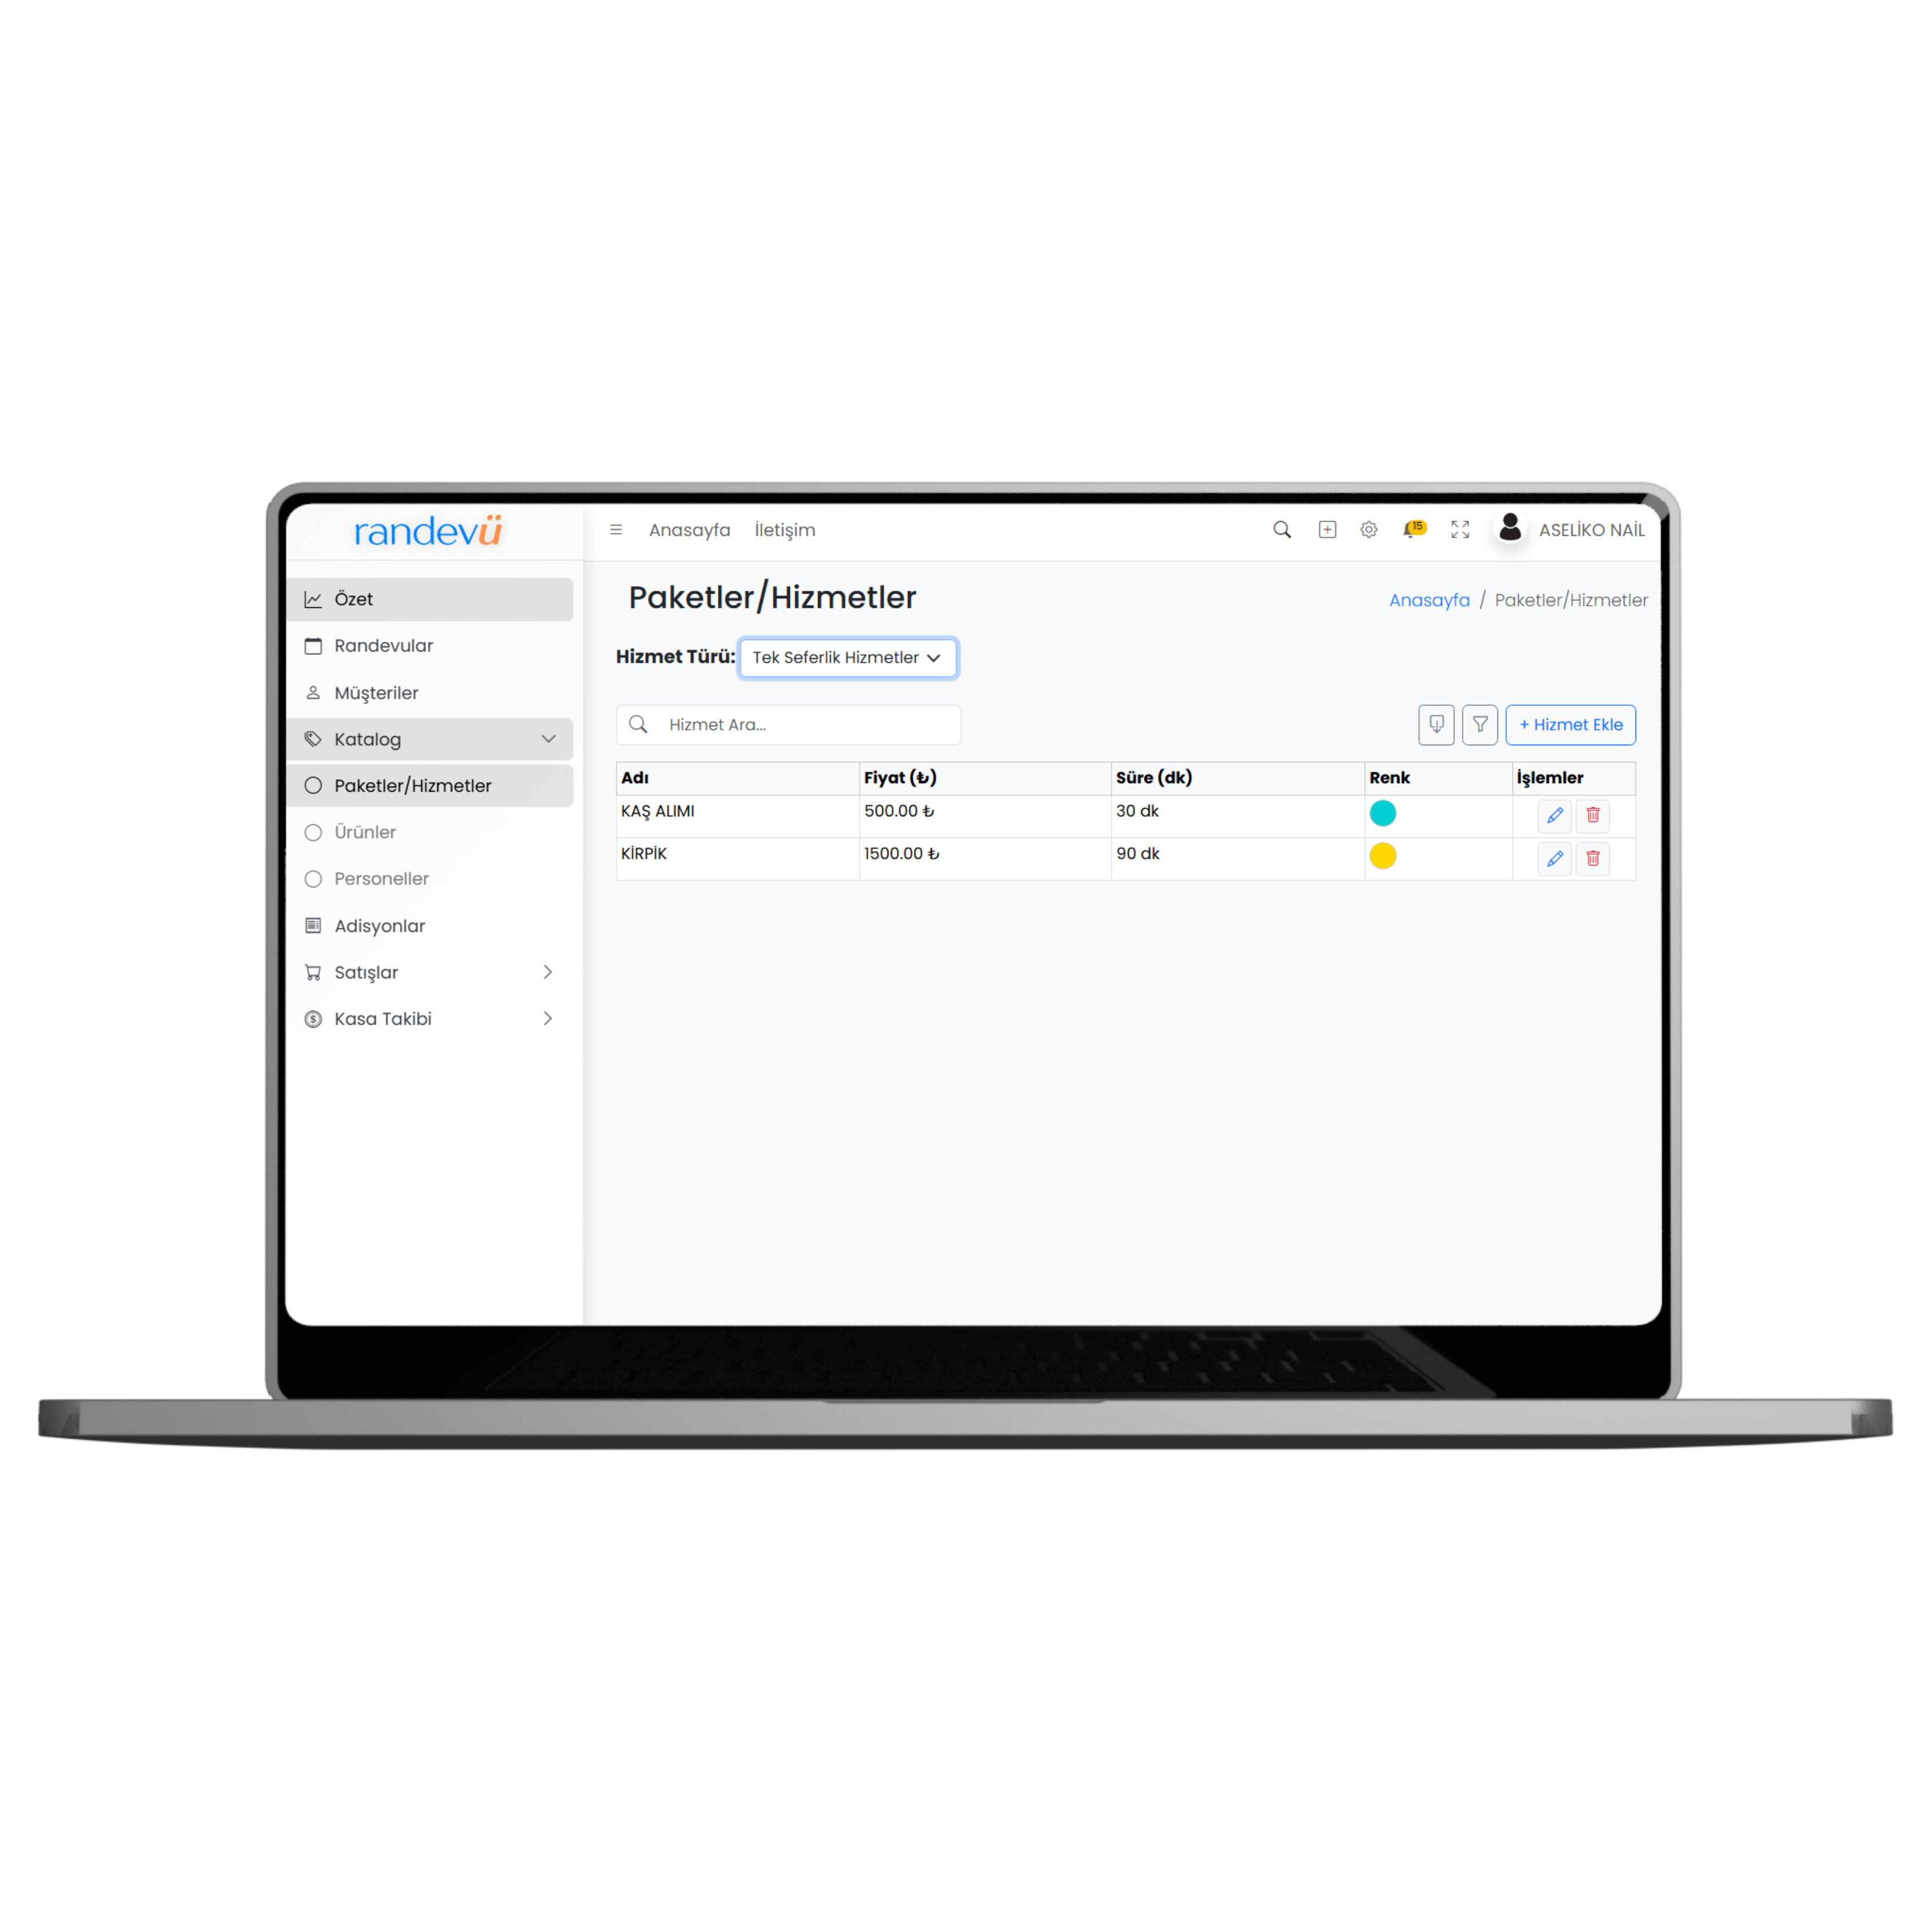 randevü
Anasayfa İletişim 15 ASELİKO NAİL
Özet
Randevular
Müşteriler
Katalog
Paketler/Hizmetler
Ürünler
Personeller
Adisyonlar
Satışlar
Kasa Takibi
Paketler/Hizmetler
Anasayfa / Paketler/Hizmetler
Hizmet Türü: Tek Seferlik Hizmetler
Hizmet Ara...
+ Hizmet Ekle
Adı Fiyat (₺) Süre (dk) Renk İşlemler
KAŞ ALIMI 500.00 ₺ 30 dk
KİRPİK 1500.00 ₺ 90 dk